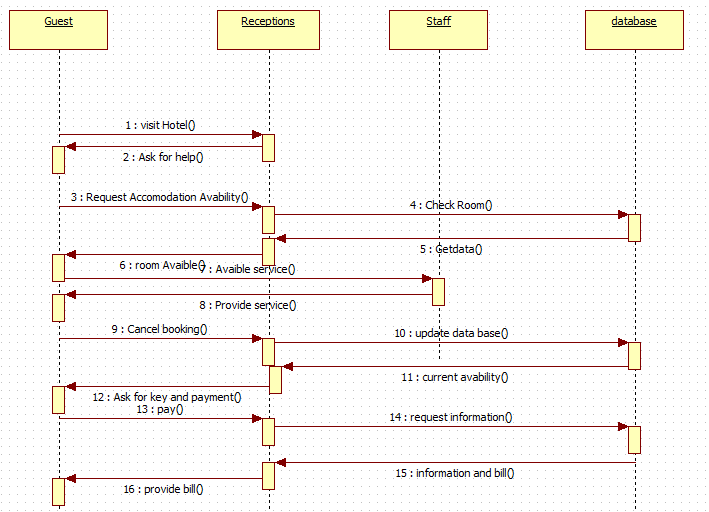 Guest
Receptions
Staff
database
1 : visit Hotel()
2 : Ask for help()
3 : Request Accomodation Avability()
4 : Check Room()
5 : Getdata()
6 : room Avaible()
7 : Avaible service()
8 : Provide service()
9 : Cancel booking()
10 : update data base()
11 : current avability()
12 : Ask for key and payment()
13 : pay()
14 : request information()
15 : information and bill()
16 : provide bill()